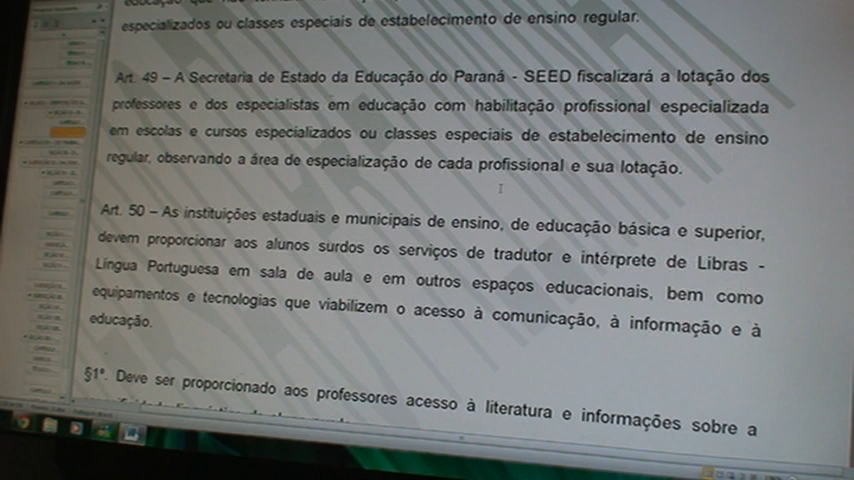 especializados ou classes especiais de estabelecimento de ensino regular.
Art. 49 – A Secretaria de Estado da Educação do Paraná - SEED fiscalizará a lotação dos
professores e dos especialistas em educação com habilitação profissional especializada
em escolas e cursos especializados ou classes especiais de estabelecimento de ensino
regular, observando a área de especialização de cada profissional e sua lotação.
Art. 50 – As instituições estaduais e municipais de ensino, de educação básica e superior,
devem proporcionar aos alunos surdos os serviços de tradutor e intérprete de Libras -
Língua Portuguesa em sala de aula e em outros espaços educacionais, bem como
equipamentos e tecnologias que viabilizem o acesso à comunicação, à informação e à
educação.
§1º. Deve ser proporcionado aos professores acesso à literatura e informações sobre a